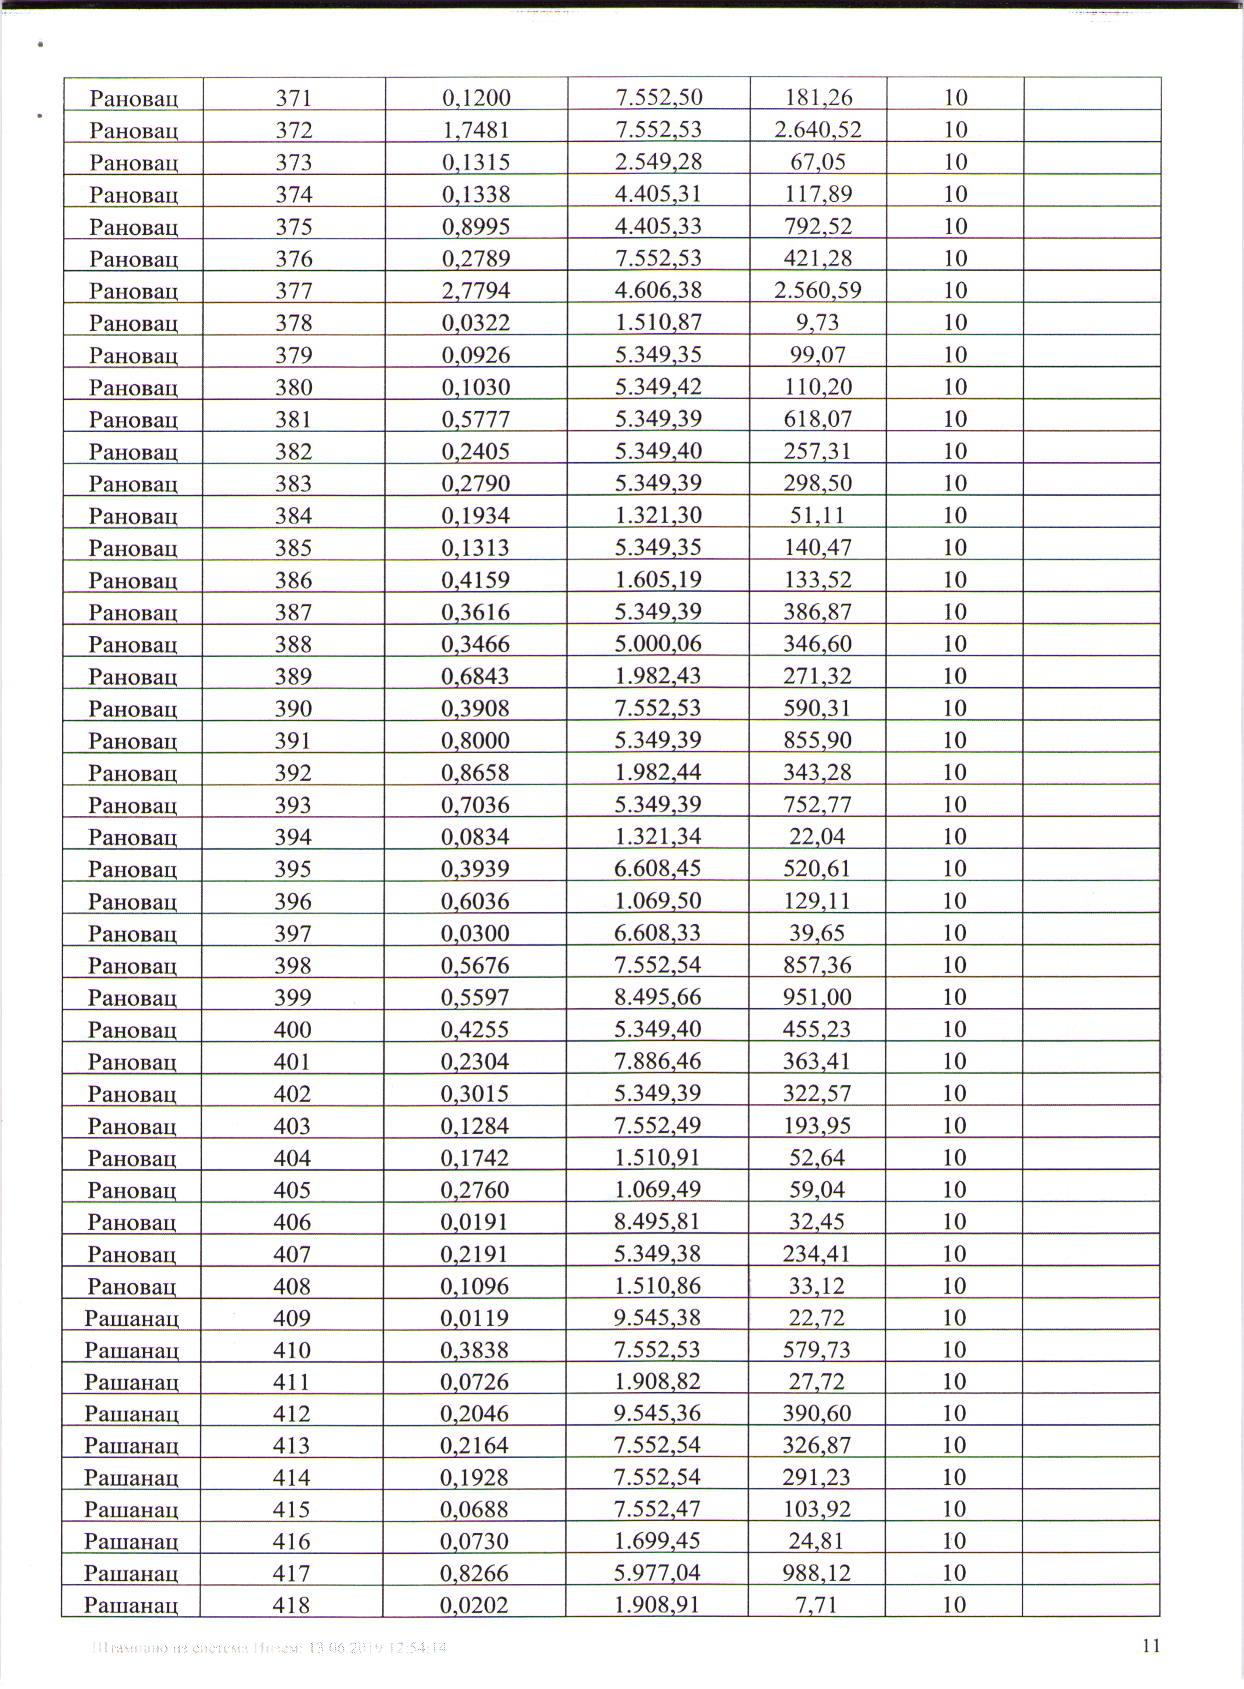 Рановац 371 0,1200 7.552,50 181,26 10
Рановац 372 1,7481 7.552,53 2.640,52 10
Рановац 373 0,1315 2.549,28 67,05 10
Рановац 374 0,1338 4.405,31 117,89 10
Рановац 375 0,8995 4.405,33 792,52 10
Рановац 376 0,2789 7.552,53 421,28 10
Рановац 377 2,7794 4.606,38 2.560,59 10
Рановац 378 0,0322 1.510,87 9,73 10
Рановац 379 0,0926 5.349,35 99,07 10
Рановац 380 0,1030 5.349,42 110,20 10
Рановац 381 0,5777 5.349,39 618,07 10
Рановац 382 0,2405 5.349,40 257,31 10
Рановац 383 0,2790 5.349,39 298,50 10
Рановац 384 0,1934 1.321,30 51,11 10
Рановац 385 0,1313 5.349,35 140,47 10
Рановац 386 0,4159 1.605,19 133,52 10
Рановац 387 0,3616 5.349,39 386,87 10
Рановац 388 0,3466 5.000,06 346,60 10
Рановац 389 0,6843 1.982,43 271,32 10
Рановац 390 0,3908 7.552,53 590,31 10
Рановац 391 0,8000 5.349,39 855,90 10
Рановац 392 0,8658 1.982,44 343,28 10
Рановац 393 0,7036 5.349,39 752,77 10
Рановац 394 0,0834 1.321,34 22,04 10
Рановац 395 0,3939 6.608,45 520,61 10
Рановац 396 0,6036 1.069,50 129,11 10
Рановац 397 0,0300 6.608,33 39,65 10
Рановац 398 0,5676 7.552,54 857,36 10
Рановац 399 0,5597 8.495,66 951,00 10
Рановац 400 0,4255 5.349,40 455,23 10
Рановац 401 0,2304 7.886,46 363,41 10
Рановац 402 0,3015 5.349,39 322,57 10
Рановац 403 0,1284 7.552,49 193,95 10
Рановац 404 0,1742 1.510,91 52,64 10
Рановац 405 0,2760 1.069,49 59,04 10
Рановац 406 0,0191 8.495,81 32,45 10
Рановац 407 0,2191 5.349,38 234,41 10
Рановац 408 0,1096 1.510,86 33,12 10
Рашанац 409 0,0119 9.545,38 22,72 10
Рашанац 410 0,3838 7.552,53 579,73 10
Рашанац 411 0,0726 1.908,82 27,72 10
Рашанац 412 0,2046 9.545,36 390,60 10
Рашанац 413 0,2164 7.552,54 326,87 10
Рашанац 414 0,1928 7.552,54 291,23 10
Рашанац 415 0,0688 7.552,47 103,92 10
Рашанац 416 0,0730 1.699,45 24,81 10
Рашанац 417 0,8266 5.977,04 988,12 10
Рашанац 418 0,0202 1.908,91 7,71 10
Штампано из система 13.06.2019 12:54:14
11